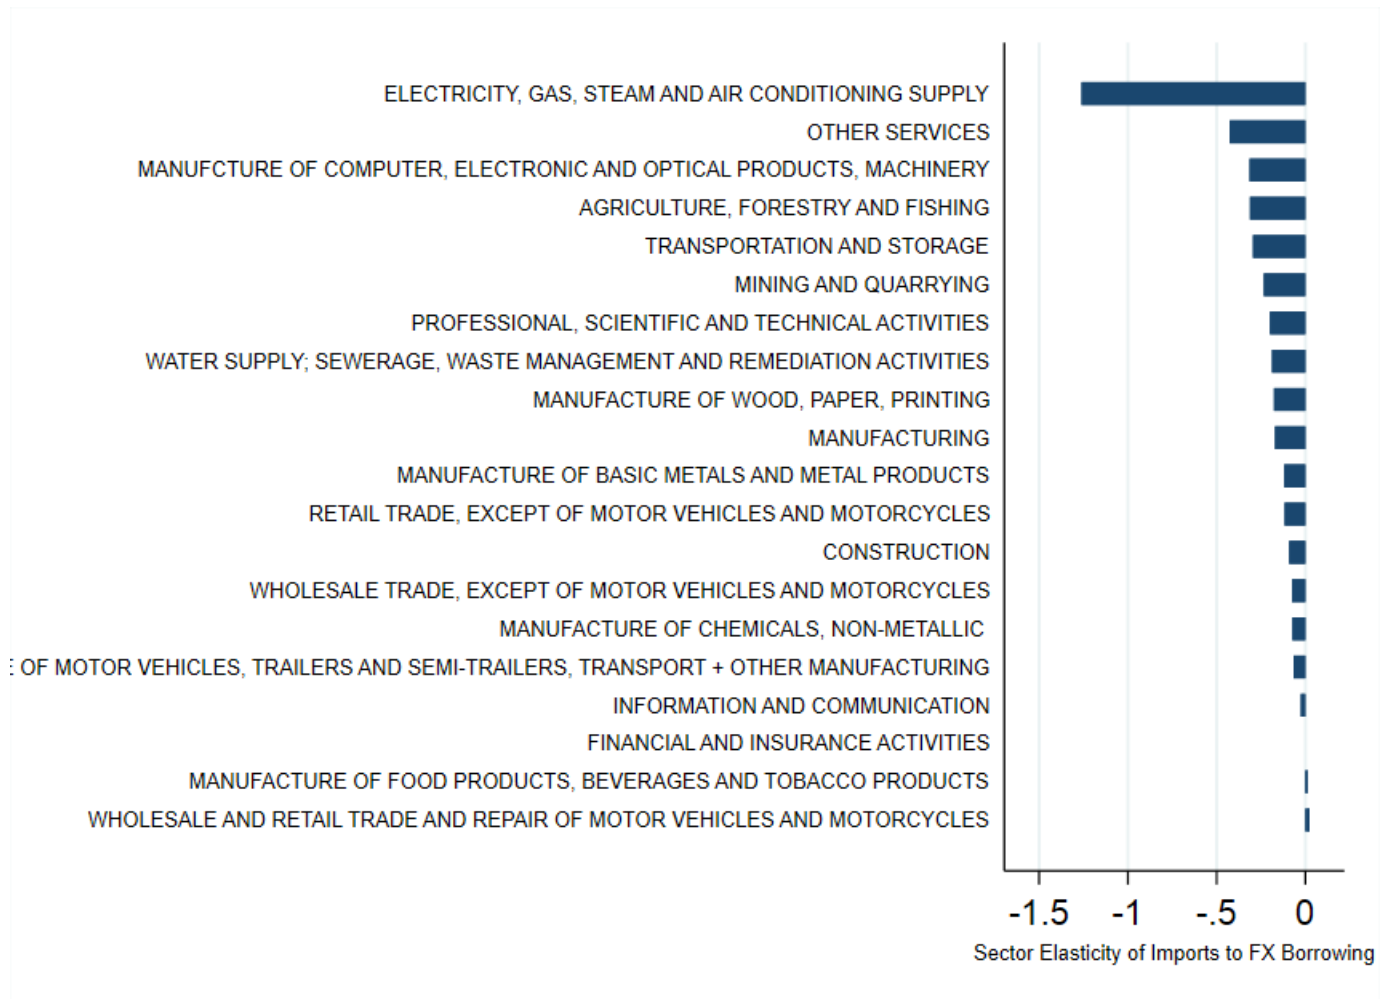 ELECTRICITY, GAS, STEAM AND AIR CONDITIONING SUPPLY
OTHER SERVICES
MANUFCTURE OF COMPUTER, ELECTRONIC AND OPTICAL PRODUCTS, MACHINERY
AGRICULTURE, FORESTRY AND FISHING
TRANSPORTATION AND STORAGE
MINING AND QUARRYING
PROFESSIONAL, SCIENTIFIC AND TECHNICAL ACTIVITIES
WATER SUPPLY; SEWERAGE, WASTE MANAGEMENT AND REMEDIATION ACTIVITIES
MANUFACTURE OF WOOD, PAPER, PRINTING
MANUFACTURING
MANUFACTURE OF BASIC METALS AND METAL PRODUCTS
RETAIL TRADE, EXCEPT OF MOTOR VEHICLES AND MOTORCYCLES
CONSTRUCTION
WHOLESALE TRADE, EXCEPT OF MOTOR VEHICLES AND MOTORCYCLES
MANUFACTURE OF CHEMICALS, NON-METALLIC
OF MOTOR VEHICLES, TRAILERS AND SEMI-TRAILERS, TRANSPORT + OTHER MANUFACTURING
INFORMATION AND COMMUNICATION
FINANCIAL AND INSURANCE ACTIVITIES
MANUFACTURE OF FOOD PRODUCTS, BEVERAGES AND TOBACCO PRODUCTS
WHOLESALE AND RETAIL TRADE AND REPAIR OF MOTOR VEHICLES AND MOTORCYCLES
-1.5 -1 -.5 0
Sector Elasticity of Imports to FX Borrowing